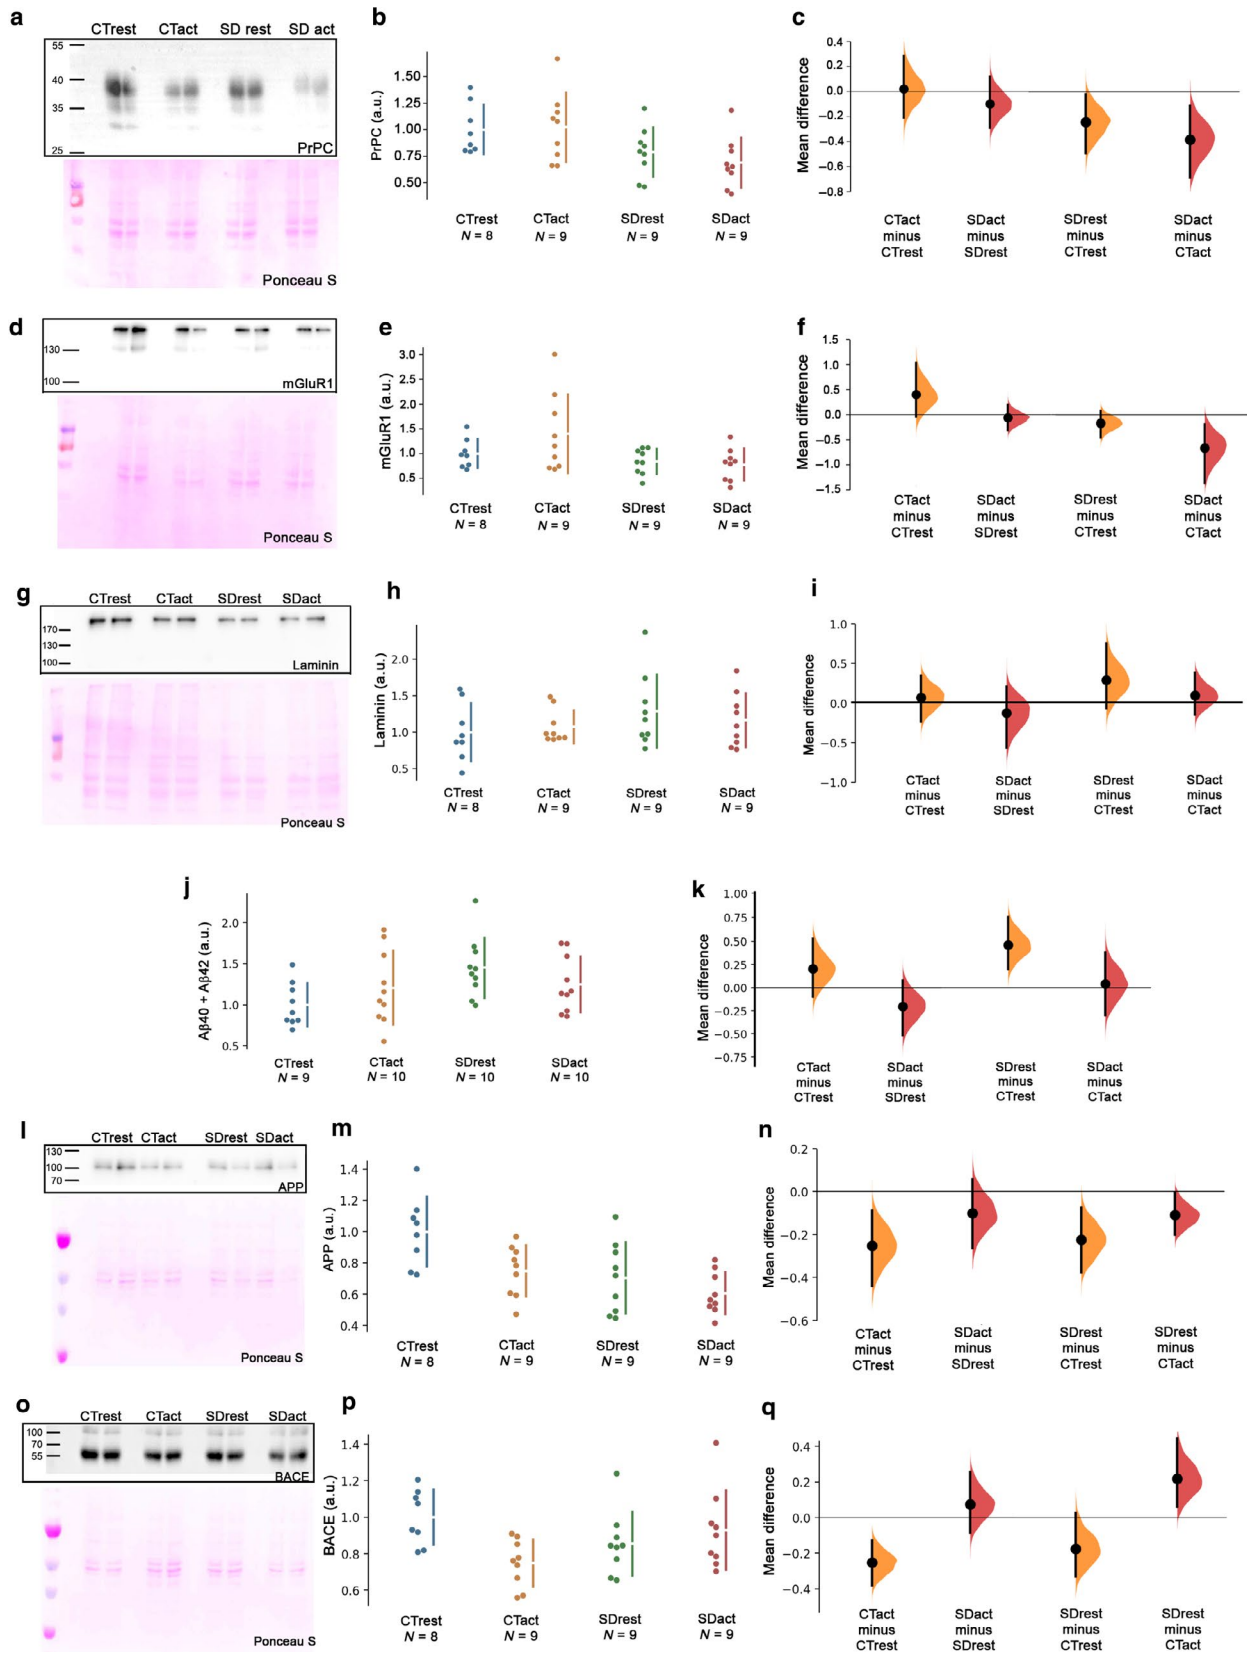 a
CTrest CTact SD rest SD act
55
40
35
25
PrPC
Ponceau S
b
PrPC (a.u.)
1.50
1.25
1.00
0.75
0.50
CTrest CTact SDrest SDact
N = 8 N = 9 N = 9 N = 9
c
Mean difference
0.4
0.2
0.0
−0.2
−0.4
−0.6
−0.8
CTact SDact SDrest SDact
minus minus minus minus
CTrest SDrest CTrest CTact
d
130
100
mGluR1
Ponceau S
e
mGluR1 (a.u.)
3.0
2.5
2.0
1.5
1.0
0.5
CTrest CTact SDrest SDact
N = 8 N = 9 N = 9 N = 9
f
Mean difference
1.5
1.0
0.5
0.0
−0.5
−1.0
−1.5
CTact SDact SDrest SDact
minus minus minus minus
CTrest SDrest CTrest CTact
g
CTrest CTact SDrest SDact
170
130
100
Laminin
Ponceau S
h
Laminin (a.u.)
2.0
1.5
1.0
0.5
CTrest CTact SDrest SDact
N = 8 N = 9 N = 9 N = 9
i
Mean difference
1.0
0.5
0.0
−0.5
−1.0
CTact SDact SDrest SDact
minus minus minus minus
CTrest SDrest CTrest CTact
j
Aβ40 + Aβ42 (a.u.)
2.0
1.5
1.0
0.5
CTrest CTact SDrest SDact
N = 9 N = 10 N = 10 N = 10
k
Mean difference
1.00
0.75
0.50
0.25
0.00
−0.25
−0.50
−0.75
CTact SDact SDrest SDact
minus minus minus minus
CTrest SDrest CTrest CTact
l
CTrest CTact SDrest SDact
130
100
70
APP
Ponceau S
m
APP (a.u.)
1.4
1.2
1.0
0.8
0.6
0.4
CTrest CTact SDrest SDact
N = 8 N = 9 N = 9 N = 9
n
Mean difference
0.2
0.0
−0.2
−0.4
−0.6
CTact SDact SDrest SDrest
minus minus minus minus
CTrest SDrest CTrest CTact
o
CTrest CTact SDrest SDact
100
70
55
BACE
Ponceau S
p
BACE (a.u.)
1.4
1.2
1.0
0.8
0.6
CTrest CTact SDrest SDact
N = 8 N = 9 N = 9 N = 9
q
Mean difference
0.4
0.2
0.0
−0.2
−0.4
CTact SDact SDrest SDrest
minus minus minus minus
CTrest SDrest CTrest CTact